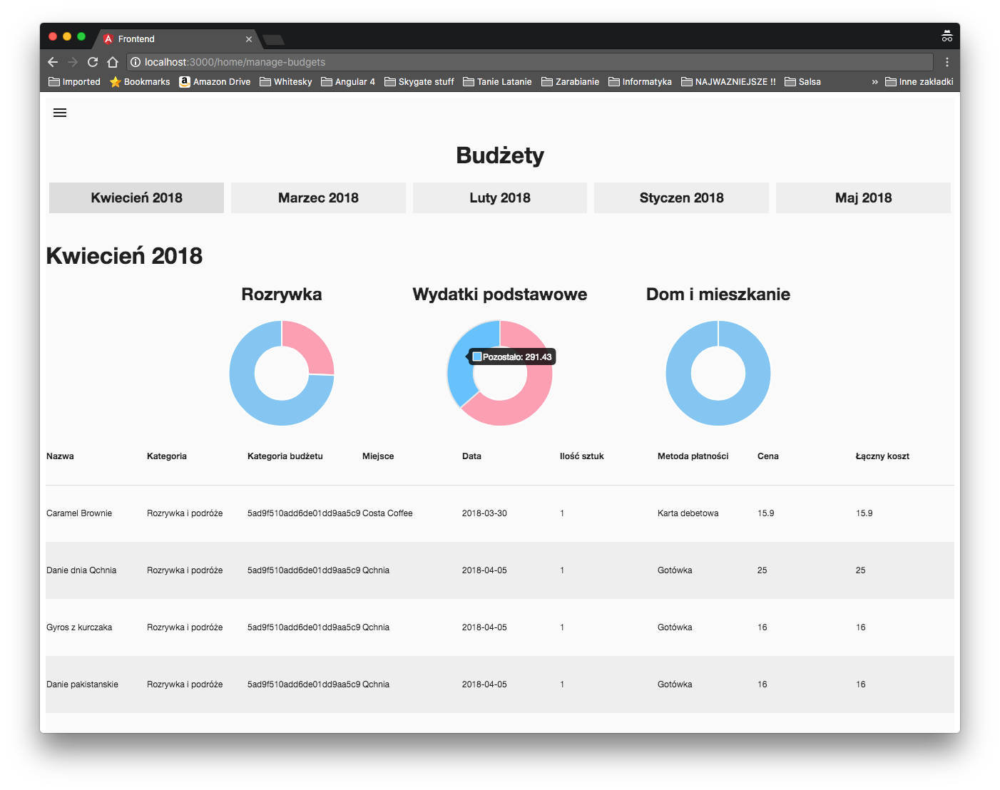 Frontend
localhost:3000/home/manage-budgets
Imported Bookmarks Amazon Drive Whitesky Angular 4 Skygate stuff Tanie Latanie Zarabianie Informatyka NAJWAZNIEJSZE !! Salsa » Inne zakładki
Budżety
Kwiecień 2018 Marzec 2018 Luty 2018 Styczen 2018 Maj 2018
Kwiecień 2018
Rozrywka Wydatki podstawowe Dom i mieszkanie
Pozostało: 291.43
Nazwa Kategoria Kategoria budżetu Miejsce Data Ilość sztuk Metoda płatności Cena Łączny koszt
Caramel Brownie Rozrywka i podróże 5ad9f510add6de01dd9aa5c9 Costa Coffee 2018-03-30 1 Karta debetowa 15.9 15.9
Danie dnia Qchnia Rozrywka i podróże 5ad9f510add6de01dd9aa5c9 Qchnia 2018-04-05 1 Gotówka 25 25
Gyros z kurczaka Rozrywka i podróże 5ad9f510add6de01dd9aa5c9 Qchnia 2018-04-05 1 Gotówka 16 16
Danie pakistanskie Rozrywka i podróże 5ad9f510add6de01dd9aa5c9 Qchnia 2018-04-05 1 Gotówka 16 16